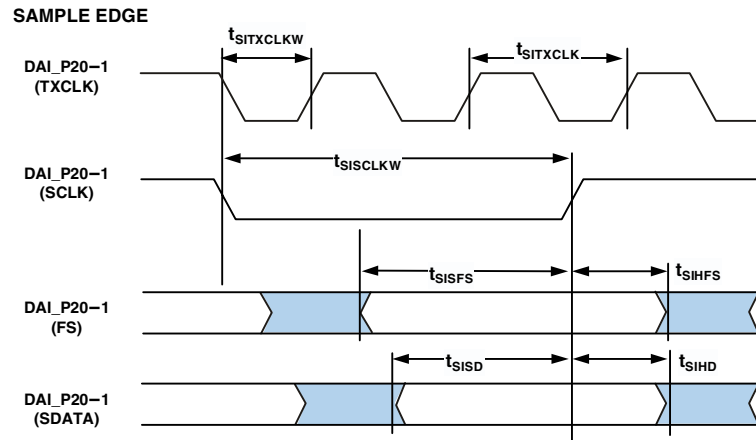 SAMPLE EDGE
tSITXCLKW
tSITXCLK
DAI_P20–1
(TXCLK)
tSISCLKW
DAI_P20–1
(SCLK)
tSISFS
tSIHFS
DAI_P20–1
(FS)
tSISD
tSIHD
DAI_P20–1
(SDATA)